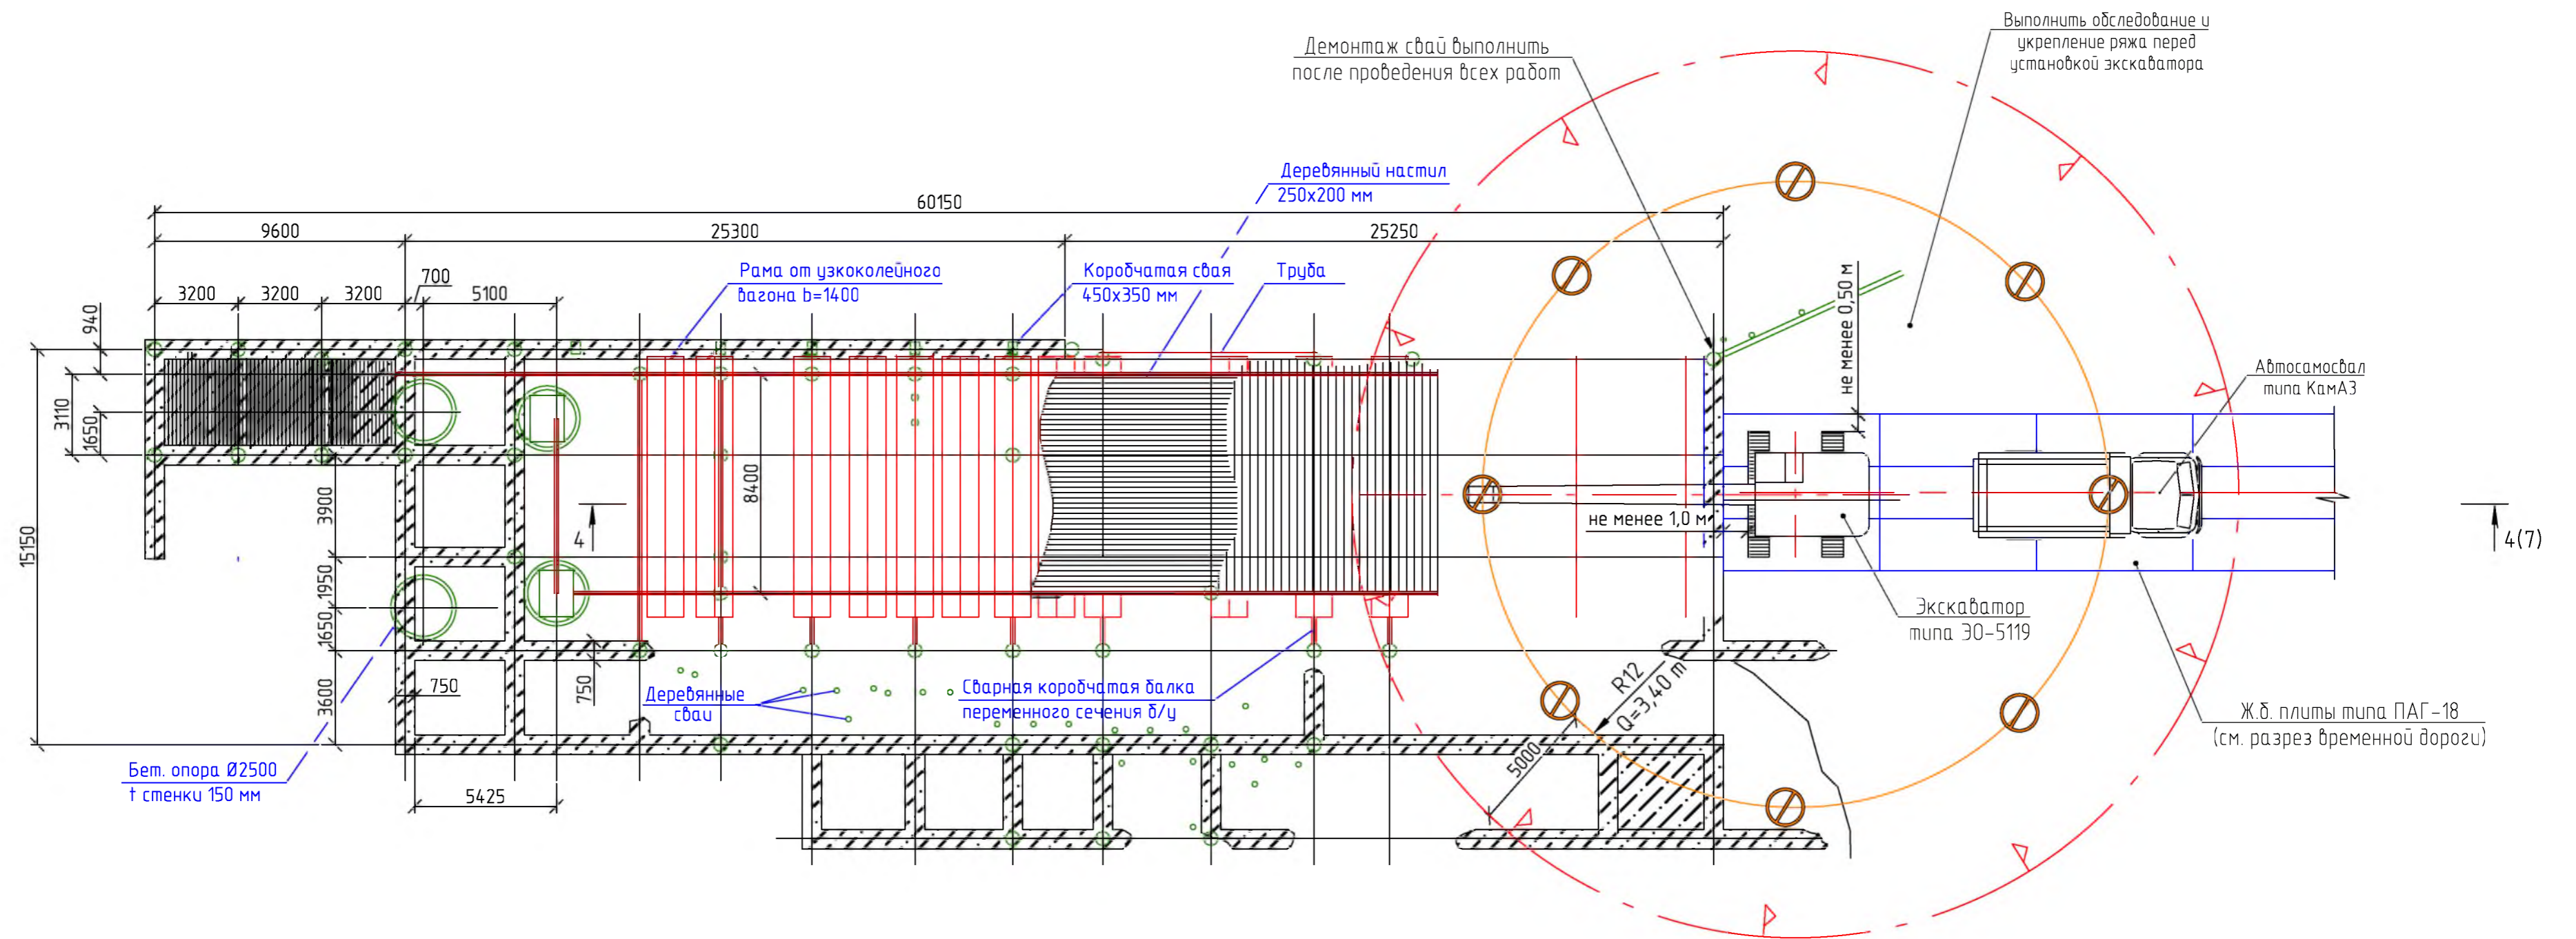 Выполнить обследование и
укрепление ряжа перед
установкой экскаватора
Демонтаж свай выполнить
после проведения всех работ
Деревянный настил
250х200 мм
60150
9600
25300
25250
Рама от узкоколейного
вагона b=1400
Коробчатая свая
450х350 мм
Труба
700
3200
3200
3200
5100
940
не менее 0,50 м
Автосамосвал
типа КамАЗ
3110
1650
8400
3900
15150
4
не менее 1,0 м
4(7)
1950
1650
Экскаватор
типа ЭО-5119
750
750
3600
Деревянные
сваи
Сварная коробчатая балка
переменного сечения б/у
R12
Q=3,40 m
5000
Ж.б. плиты типа ПАГ-18
(см. разрез временной дороги)
Бет. опора Ø2500
t стенки 150 мм
5425